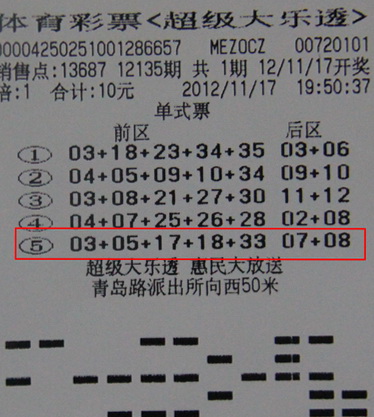 体育彩票<超级大乐透>
00004250251001286657 MEZOCZ 00720101
销售点:13687 12135期 共1期 12/11/17开奖
倍:1 合计:10元 2012/11/17 19:50:37
单式票
前区 后区
① 03+18+23+34+35 03+06
② 04+05+09+10+34 09+10
③ 03+08+21+27+30 11+12
④ 04+07+25+26+28 02+08
⑤ 03+05+17+18+33 07+08
超级大乐透 惠民大放送
青岛路派出所向西50米